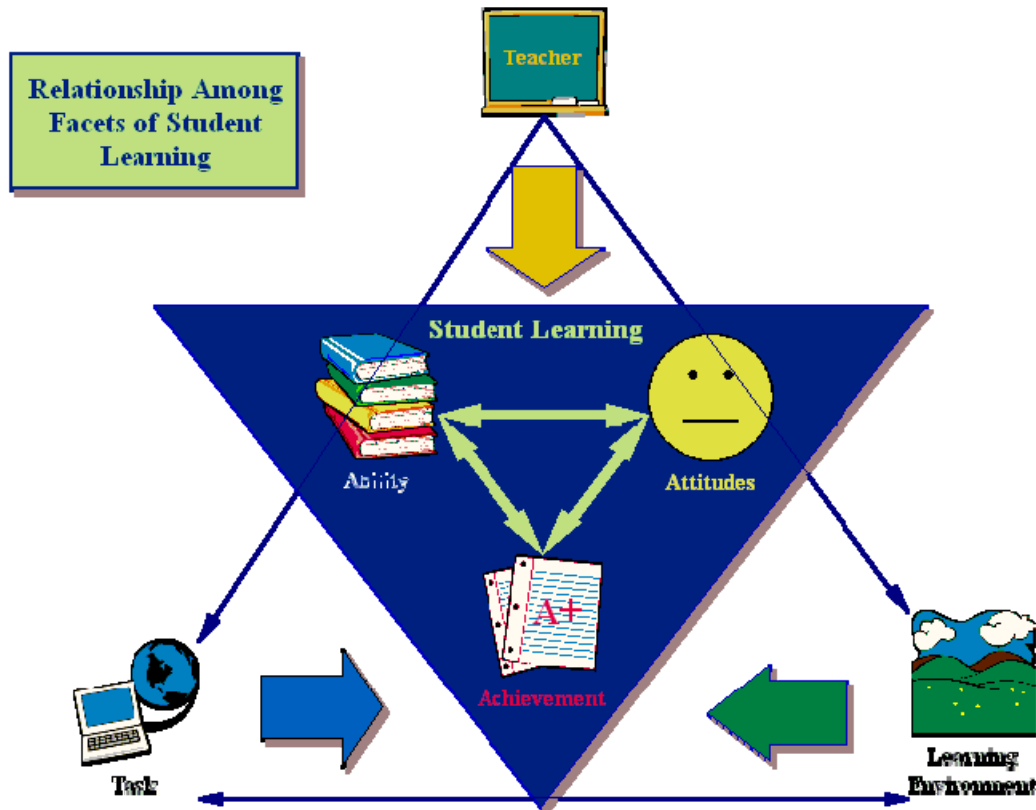 Teacher
Relationship Among
Facets of Student
Learning
Student Learning
Ability
Attitudes
A+
Achievement
Task
Learning
Environment